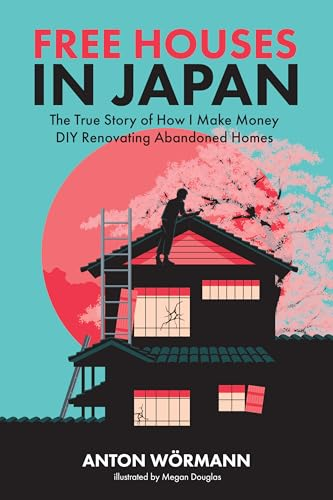 FREE HOUSES
IN JAPAN
The True Story of How I Make Money
DIY Renovating Abandoned Homes
ANTON WÖRMANN
illustrated by Megan Douglas